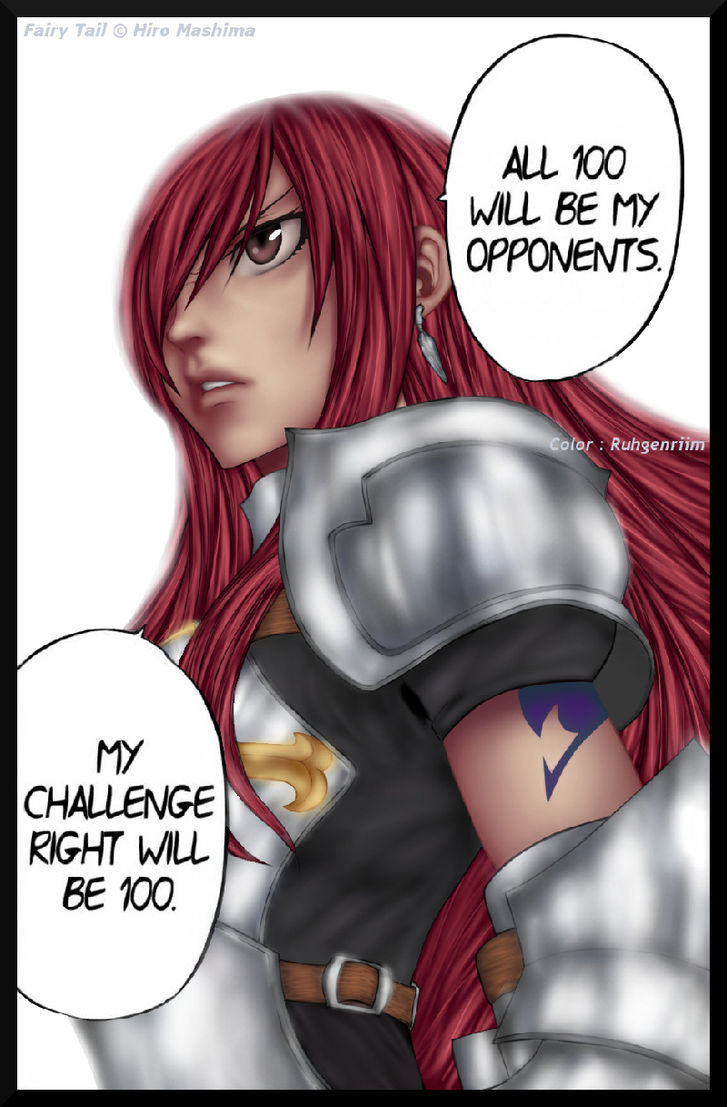 Fairy Tail © Hiro Mashima
ALL 100
WILL BE MY
OPPONENTS.
Color : Ruhgenriim
MY
CHALLENGE
RIGHT WILL
BE 100.